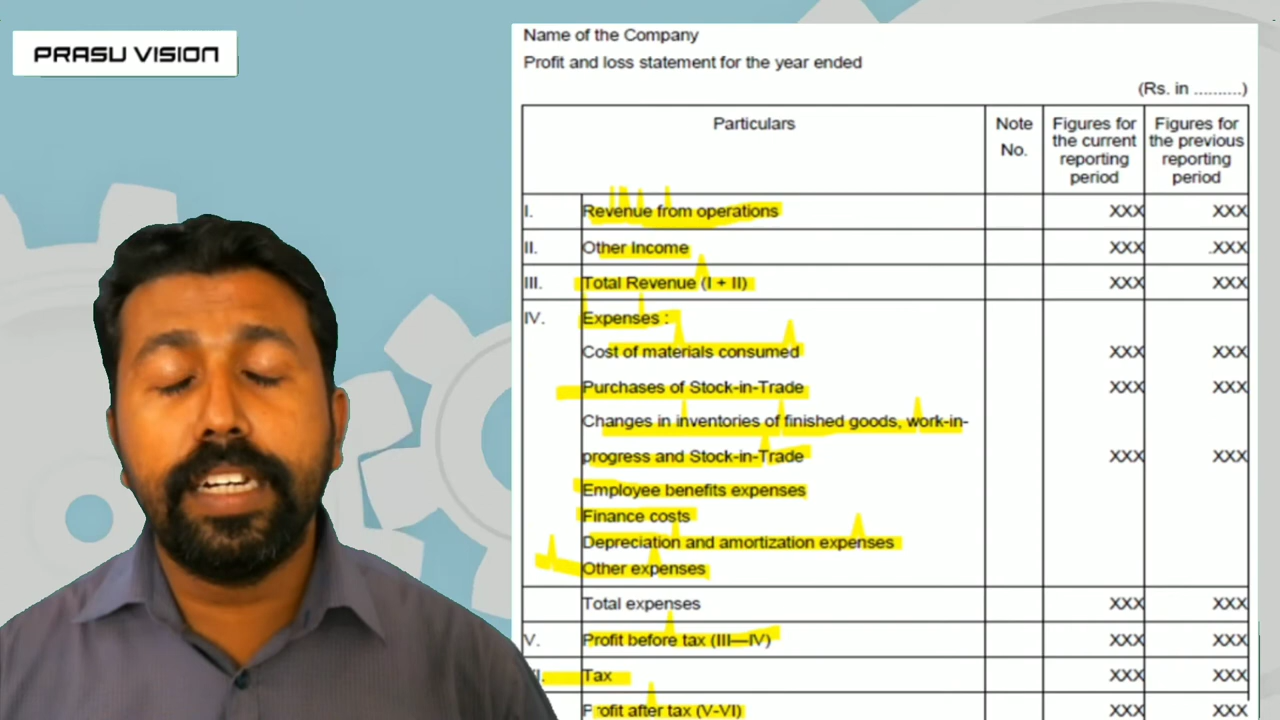 PRASU VISION
Name of the Company
Profit and loss statement for the year ended
(Rs. in ..........)
Particulars
Note No.
Figures for the current reporting period
Figures for the previous reporting period
I. Revenue from operations XXX XXX
II. Other Income XXX .XXX
III. Total Revenue (I + II) XXX XXX
IV. Expenses :
Cost of materials consumed XXX XXX
Purchases of Stock-in-Trade XXX XXX
Changes in inventories of finished goods, work-in-
progress and Stock-in-Trade XXX XXX
Employee benefits expenses
Finance costs
Depreciation and amortization expenses
Other expenses
Total expenses XXX XXX
V. Profit before tax (III—IV) XXX XXX
Tax XXX XXX
Profit after tax (V-VI) XXX XXX